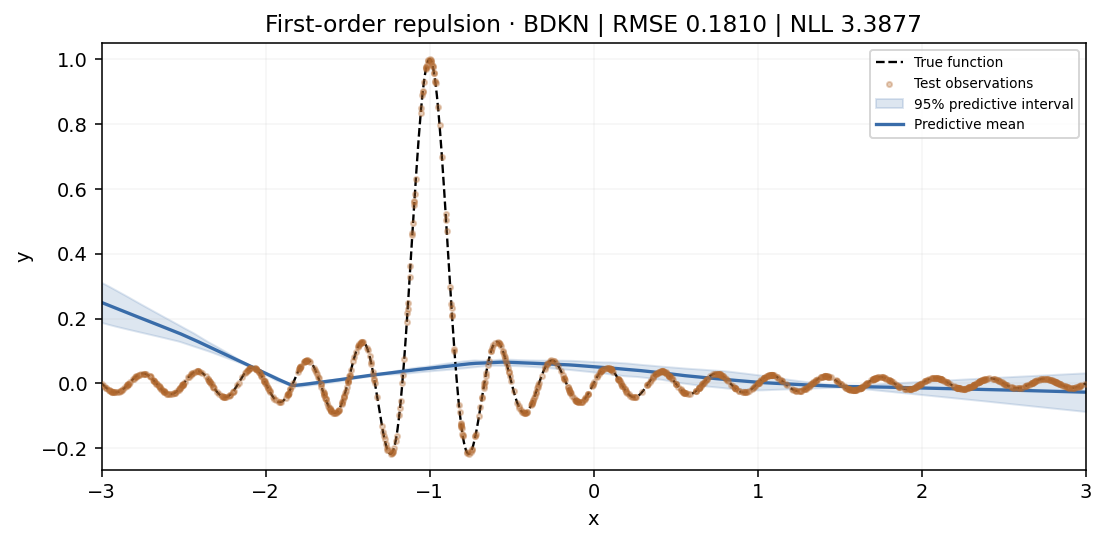 First-order repulsion · BDKN | RMSE 0.1810 | NLL 3.3877
True function
Test observations
95% predictive interval
Predictive mean
1.0
0.8
0.6
0.4
0.2
0.0
−0.2
y
−3
−2
−1
0
1
2
3
x